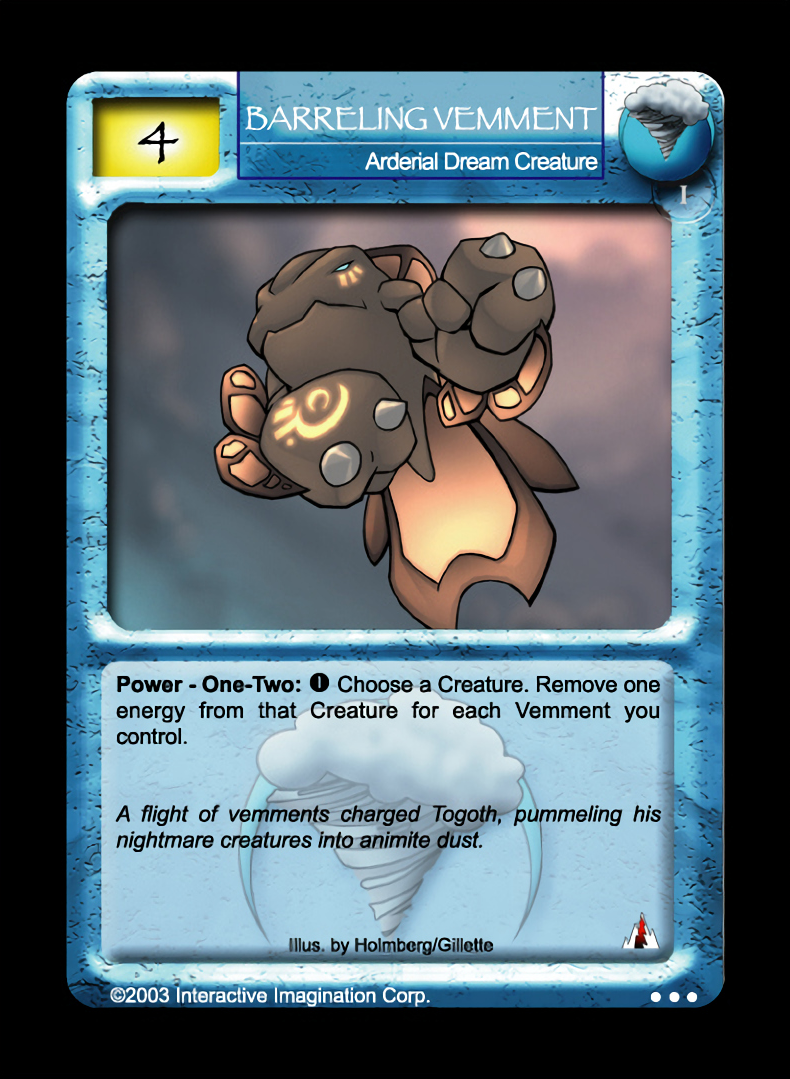 4
BARRELING VEMMENT
Arderial Dream Creature
I
Power - One-Two: ❶ Choose a Creature. Remove one
energy from that Creature for each Vemment you
control.
A flight of vemments charged Togoth, pummeling his
nightmare creatures into animite dust.
Illus. by Holmberg/Gillette
©2003 Interactive Imagination Corp.